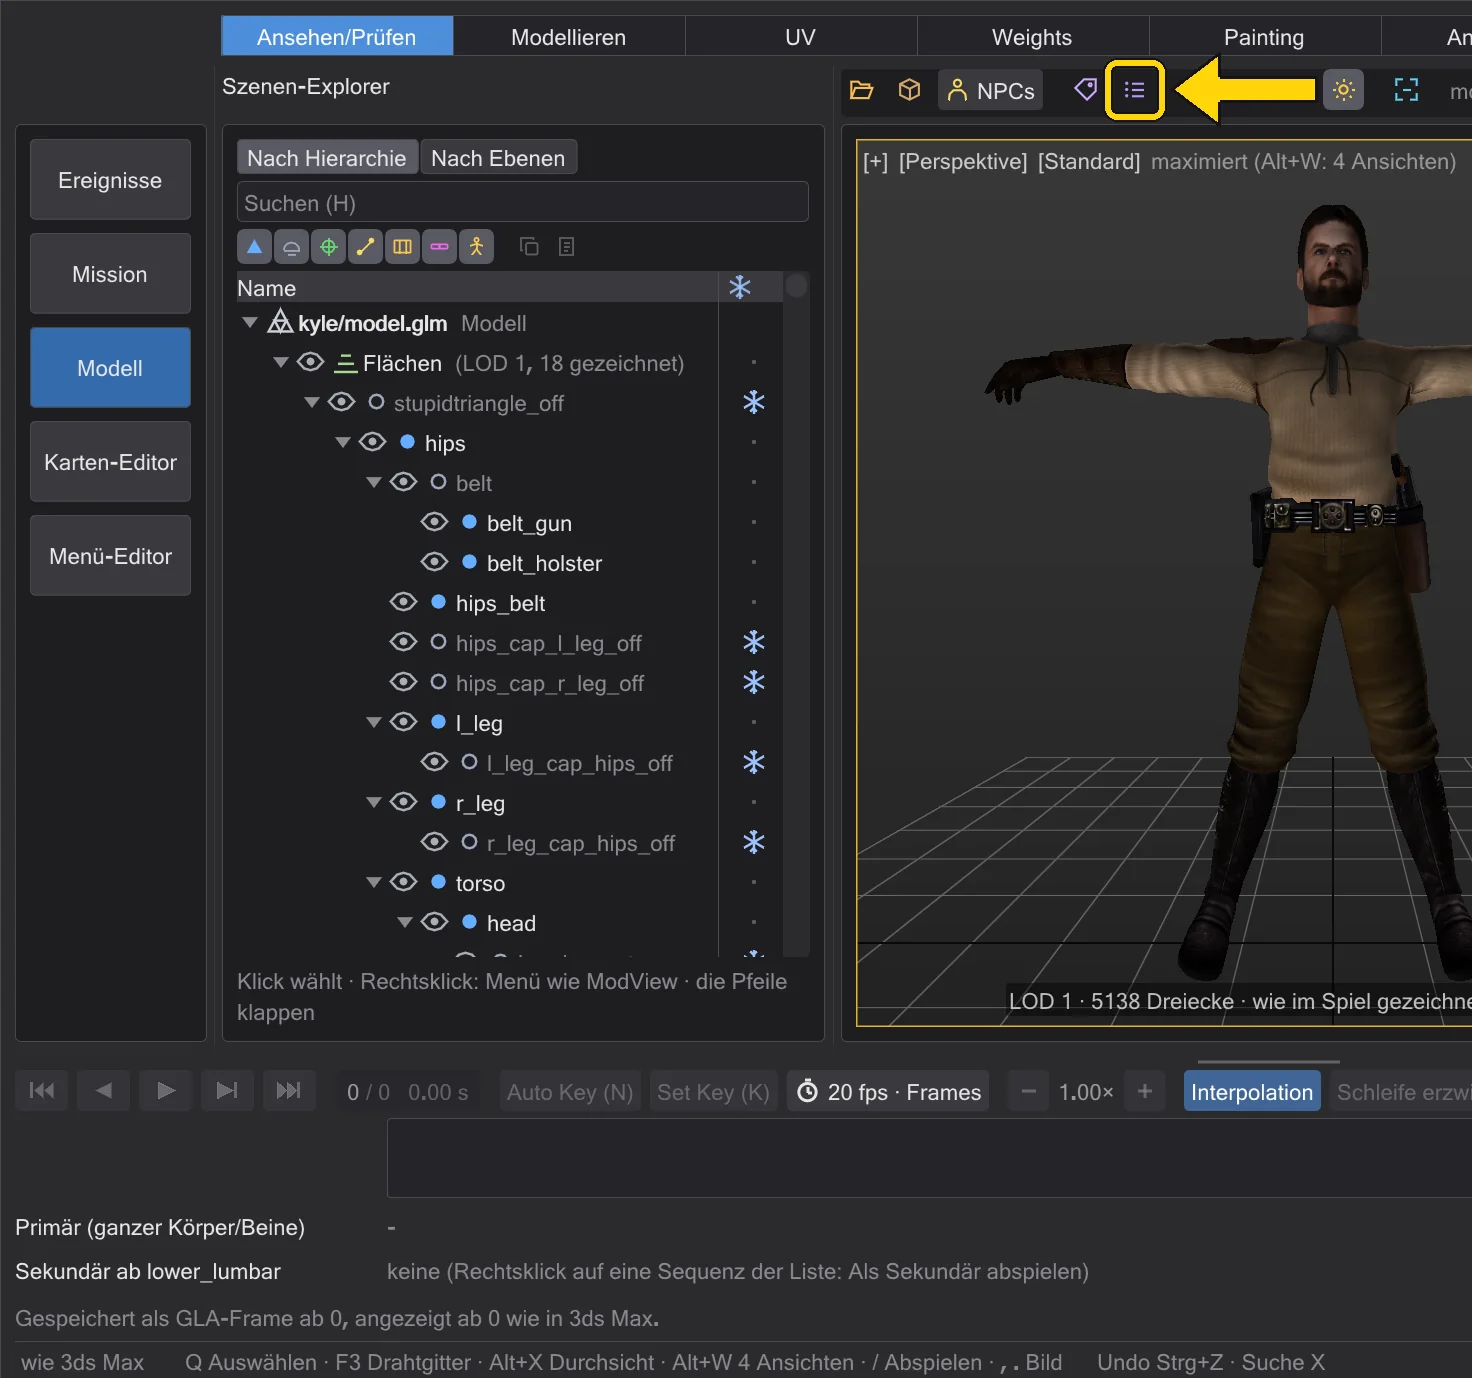 Ansehen/Prüfen Modellieren UV Weights Painting An
Szenen-Explorer
NPCs
Ereignisse
Mission
Modell
Karten-Editor
Menü-Editor
Nach Hierarchie Nach Ebenen
Suchen (H)
Name
kyle/model.glm Modell
Flächen (LOD 1, 18 gezeichnet)
stupidtriangle_off
hips
belt
belt_gun
belt_holster
hips_belt
hips_cap_l_leg_off
hips_cap_r_leg_off
l_leg
l_leg_cap_hips_off
r_leg
r_leg_cap_hips_off
torso
head
Klick wählt · Rechtsklick: Menü wie ModView · die Pfeile
klappen
[+] [Perspektive] [Standard] maximiert (Alt+W: 4 Ansichten)
LOD 1 · 5138 Dreiecke · wie im Spiel gezeichne
0 / 0 0.00 s Auto Key (N) Set Key (K) 20 fps · Frames − 1.00× + Interpolation Schleife erzwi
Primär (ganzer Körper/Beine) -
Sekundär ab lower_lumbar keine (Rechtsklick auf eine Sequenz der Liste: Als Sekundär abspielen)
Gespeichert als GLA-Frame ab 0, angezeigt ab 0 wie in 3ds Max.
wie 3ds Max Q Auswählen · F3 Drahtgitter · Alt+X Durchsicht · Alt+W 4 Ansichten · / Abspielen · , . Bild Undo Strg+Z · Suche X